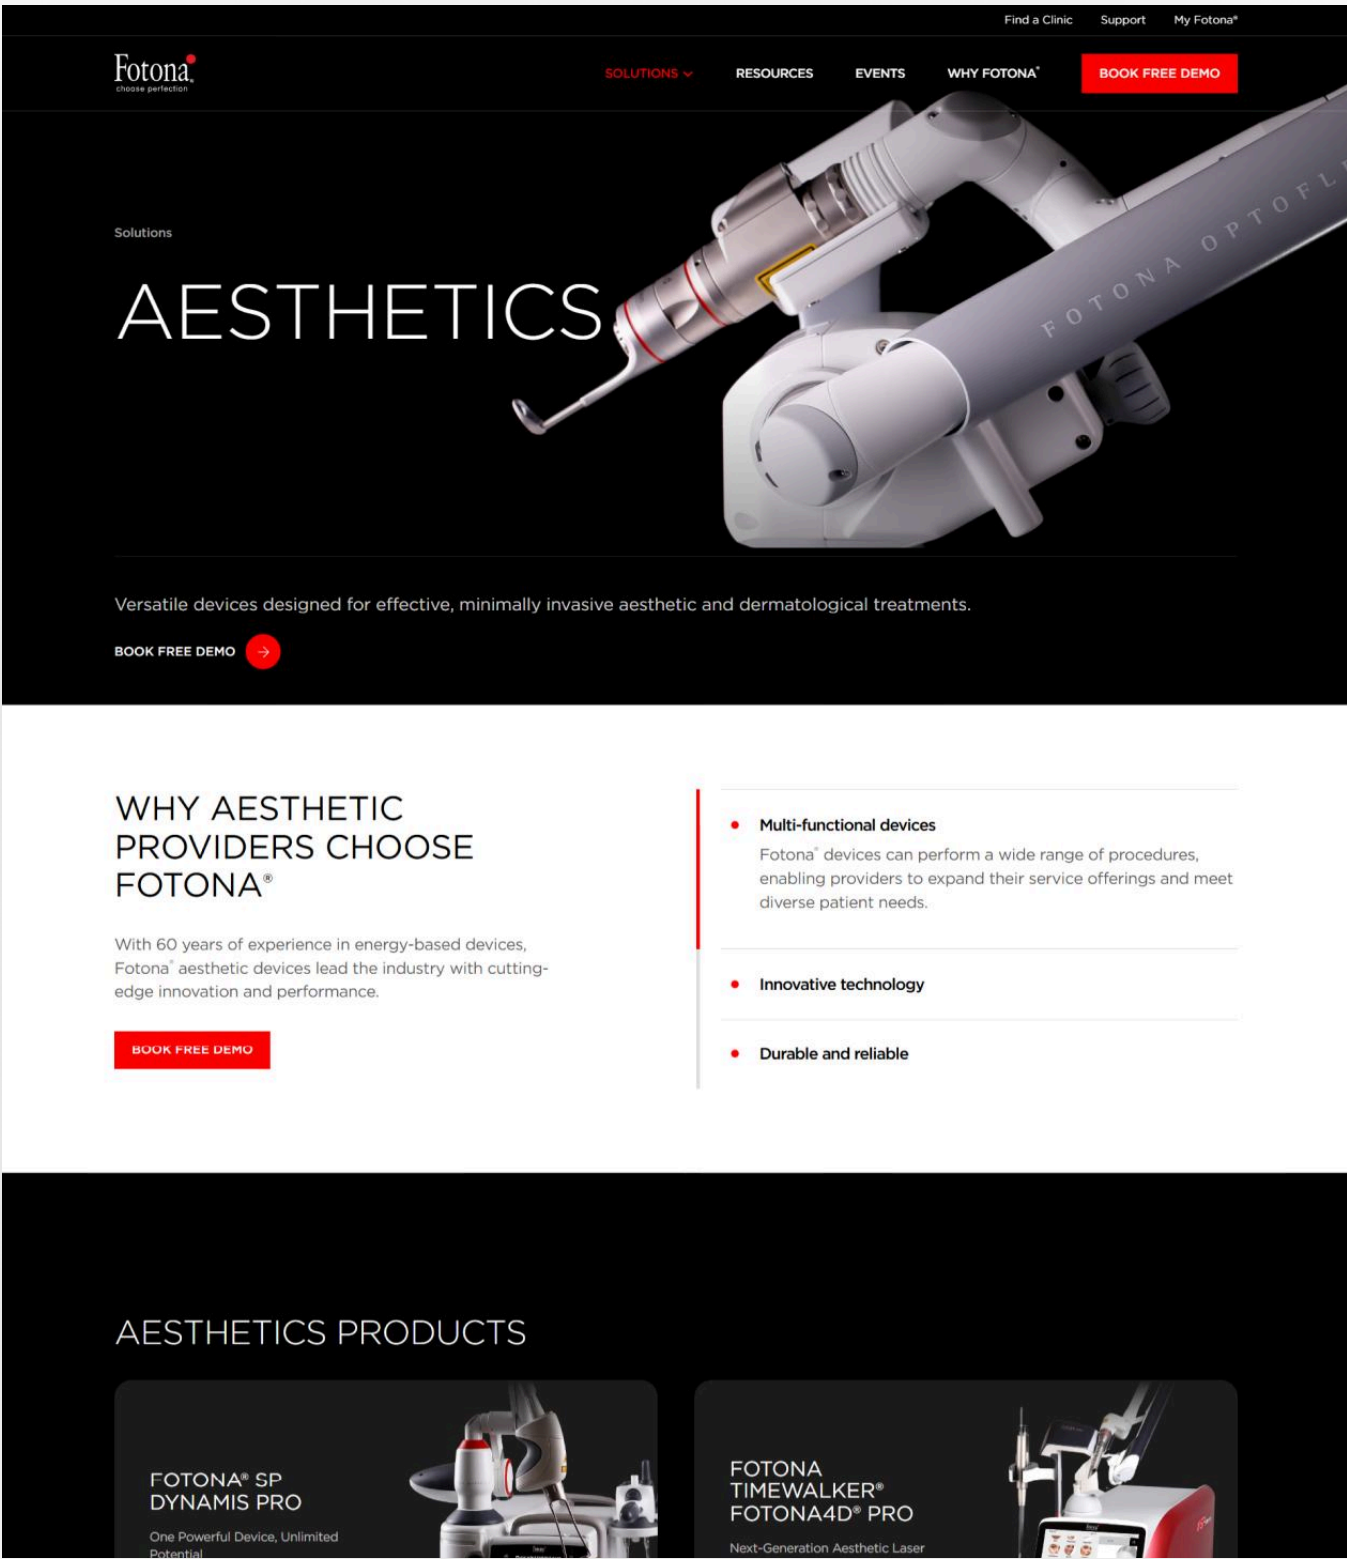 Find a Clinic Support My Fotona®
Fotona®
choose perfection
SOLUTIONS RESOURCES EVENTS WHY FOTONA® BOOK FREE DEMO
FOTONA OPTOFL
Solutions
AESTHETICS
Versatile devices designed for effective, minimally invasive aesthetic and dermatological treatments.
BOOK FREE DEMO
WHY AESTHETIC
PROVIDERS CHOOSE
FOTONA®
With 60 years of experience in energy-based devices,
Fotona® aesthetic devices lead the industry with cutting-
edge innovation and performance.
BOOK FREE DEMO
Multi-functional devices
Fotona® devices can perform a wide range of procedures,
enabling providers to expand their service offerings and meet
diverse patient needs.
Innovative technology
Durable and reliable
AESTHETICS PRODUCTS
FOTONA® SP
DYNAMIS PRO
One Powerful Device, Unlimited
Potential
FOTONA
TIMEWALKER®
FOTONA4D® PRO
Next-Generation Aesthetic Laser